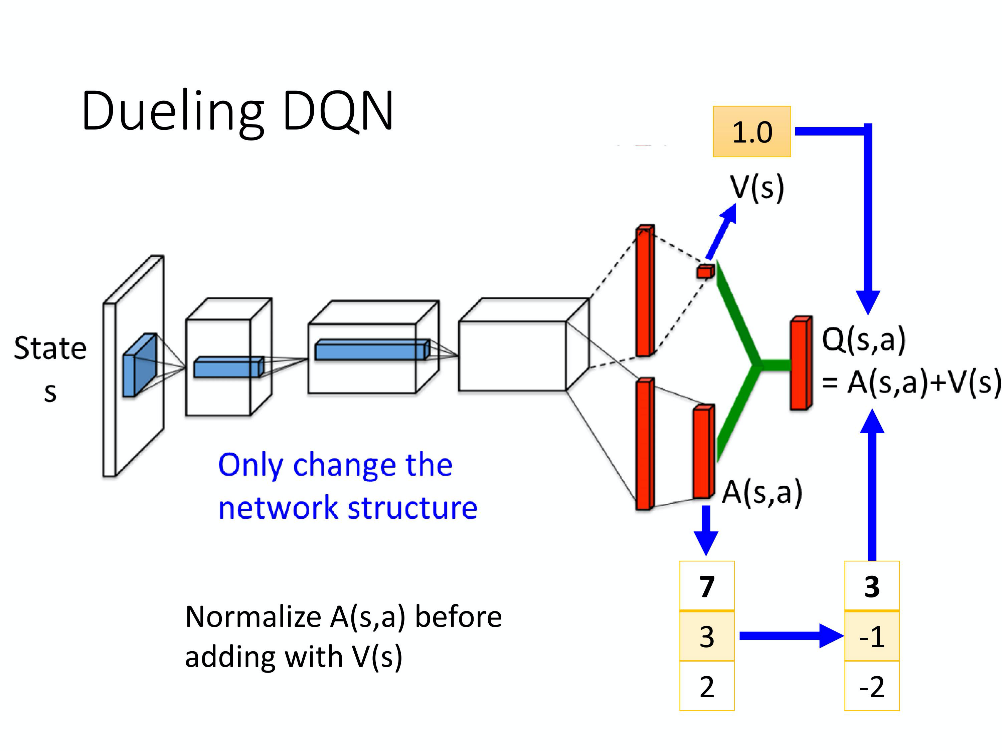 Dueling DQN
1.0
V(s)
State
s
Q(s,a)
= A(s,a)+V(s)
Only change the
network structure
A(s,a)
Normalize A(s,a) before
adding with V(s)
7
3
2
3
-1
-2